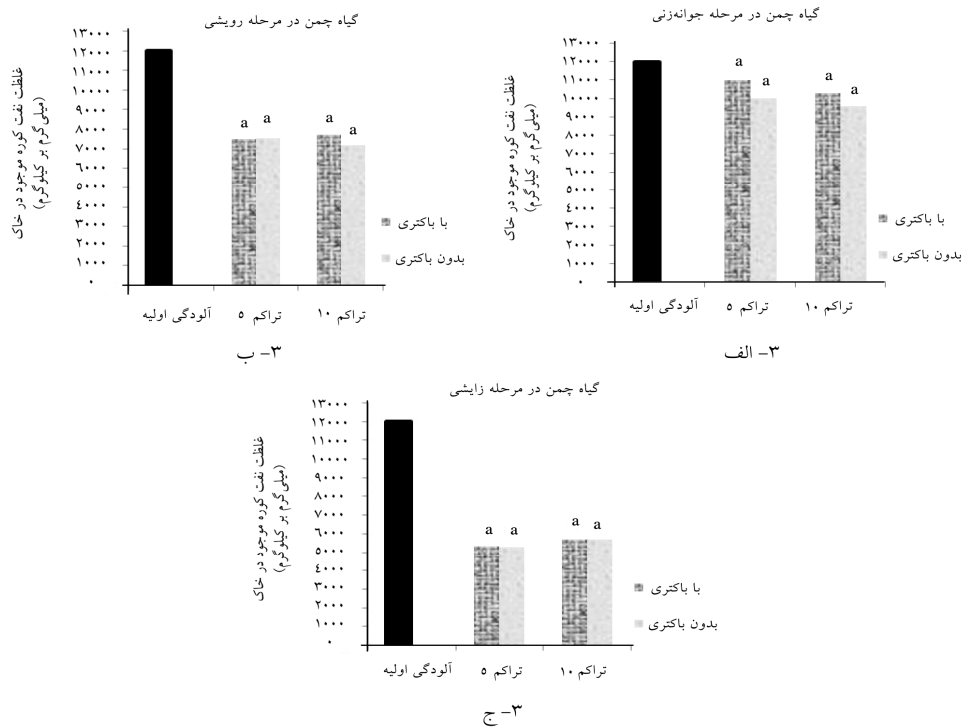 گیاه چمن در مرحله جوانه‌زنی
غلظت نفت کوره موجود در خاک
(میلی‌گرم بر کیلوگرم)
۱۳۰۰۰
۱۲۰۰۰
۱۱۰۰۰
۱۰۰۰۰
۹۰۰۰
۸۰۰۰
۷۰۰۰
۶۰۰۰
۵۰۰۰
۴۰۰۰
۳۰۰۰
۲۰۰۰
۱۰۰۰
۰
a a a a
با باکتری
بدون باکتری
آلودگی اولیه تراکم ۵ تراکم ۱۰
۳- الف
گیاه چمن در مرحله رویشی
غلظت نفت کوره موجود در خاک
(میلی‌گرم بر کیلوگرم)
۱۳۰۰۰
۱۲۰۰۰
۱۱۰۰۰
۱۰۰۰۰
۹۰۰۰
۸۰۰۰
۷۰۰۰
۶۰۰۰
۵۰۰۰
۴۰۰۰
۳۰۰۰
۲۰۰۰
۱۰۰۰
۰
a a a a
با باکتری
بدون باکتری
آلودگی اولیه تراکم ۵ تراکم ۱۰
۳- ب
گیاه چمن در مرحله زایشی
غلظت نفت کوره موجود در خاک
(میلی‌گرم بر کیلوگرم)
۱۳۰۰۰
۱۲۰۰۰
۱۱۰۰۰
۱۰۰۰۰
۹۰۰۰
۸۰۰۰
۷۰۰۰
۶۰۰۰
۵۰۰۰
۴۰۰۰
۳۰۰۰
۲۰۰۰
۱۰۰۰
۰
a a a a
با باکتری
بدون باکتری
آلودگی اولیه تراکم ۵ تراکم ۱۰
۳- ج